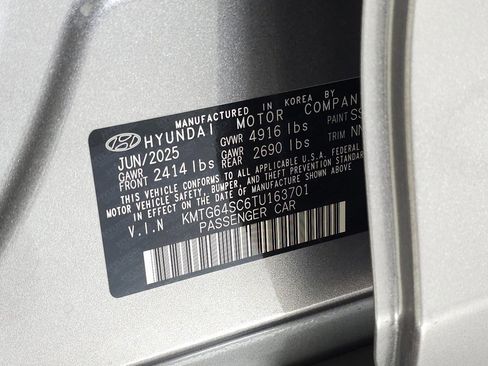 MANUFACTURED IN KOREA BY
HYUNDAI MOTOR COMPANY
JUN/2025 GVWR 4916 lbs PAINT
GAWR FRONT 2414 lbs GAWR REAR 2690 lbs TRIM
THIS VEHICLE CONFORMS TO ALL APPLICABLE U.S.A. FEDERAL
MOTOR VEHICLE SAFETY, BUMPER, AND THEFT PREVENTION STANDARDS
IN EFFECT ON THE DATE OF MANUFACTURE SHOWN ABOVE.
V.I.N KMTG64SC6TU163701
PASSENGER CAR